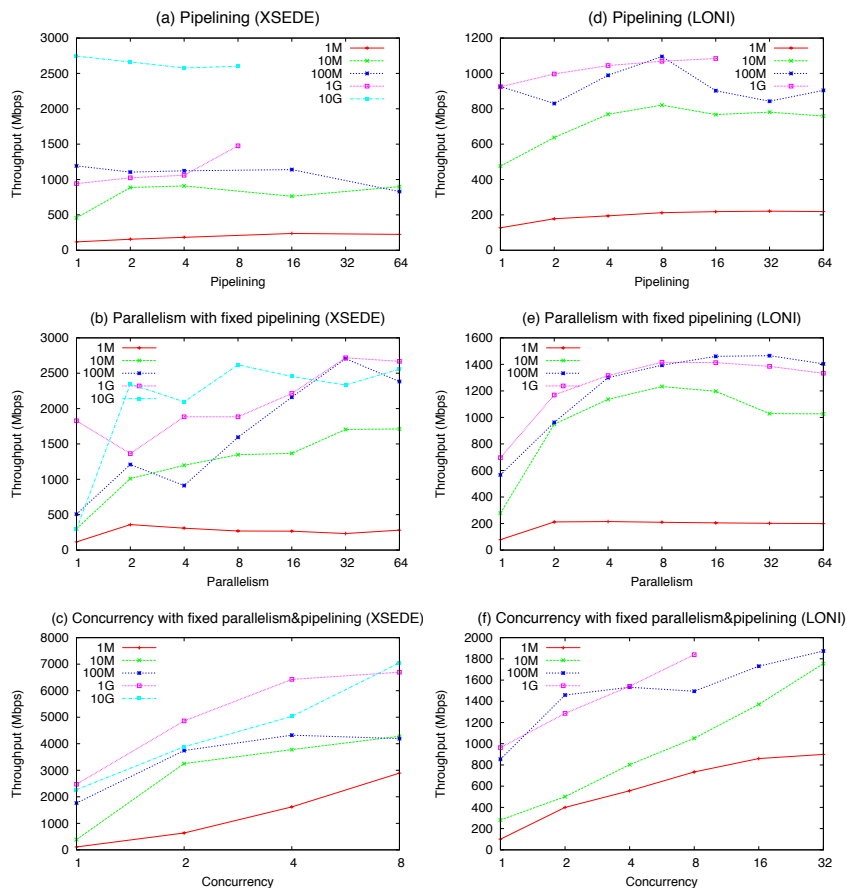 (a) Pipelining (XSEDE)
Throughput (Mbps)
3000
2500
2000
1500
1000
500
0
1M
10M
100M
1G
10G
1 2 4 8 16 32 64
Pipelining
(d) Pipelining (LONI)
Throughput (Mbps)
1200
1000
800
600
400
200
0
1M
10M
100M
1G
1 2 4 8 16 32 64
Pipelining
(b) Parallelism with fixed pipelining (XSEDE)
Throughput (Mbps)
3000
2500
2000
1500
1000
500
0
1M
10M
100M
1G
10G
1 2 4 8 16 32 64
Parallelism
(e) Parallelism with fixed pipelining (LONI)
Throughput (Mbps)
1600
1400
1200
1000
800
600
400
200
0
1M
10M
100M
1G
1 2 4 8 16 32 64
Parallelism
(c) Concurrency with fixed parallelism&pipelining (XSEDE)
Throughput (Mbps)
8000
7000
6000
5000
4000
3000
2000
1000
0
1M
10M
100M
1G
10G
1 2 4 8
Concurrency
(f) Concurrency with fixed parallelism&pipelining (LONI)
Throughput (Mbps)
2000
1800
1600
1400
1200
1000
800
600
400
200
0
1M
10M
100M
1G
1 2 4 8 16 32
Concurrency